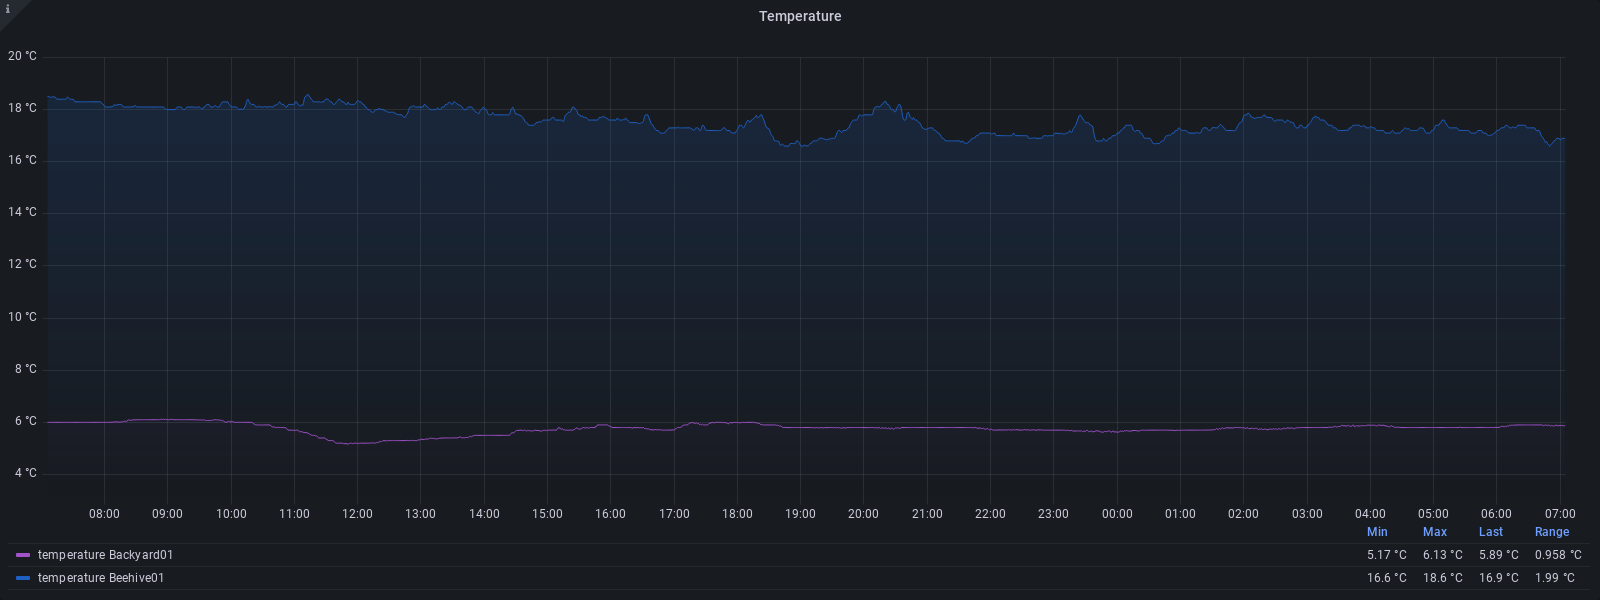 i
Temperature
20 °C
18 °C
16 °C
14 °C
12 °C
10 °C
8 °C
6 °C
4 °C
08:00 09:00 10:00 11:00 12:00 13:00 14:00 15:00 16:00 17:00 18:00 19:00 20:00 21:00 22:00 23:00 00:00 01:00 02:00 03:00 04:00 05:00 06:00 07:00
Min Max Last Range
temperature Backyard01 5.17 °C 6.13 °C 5.89 °C 0.958 °C
temperature Beehive01 16.6 °C 18.6 °C 16.9 °C 1.99 °C